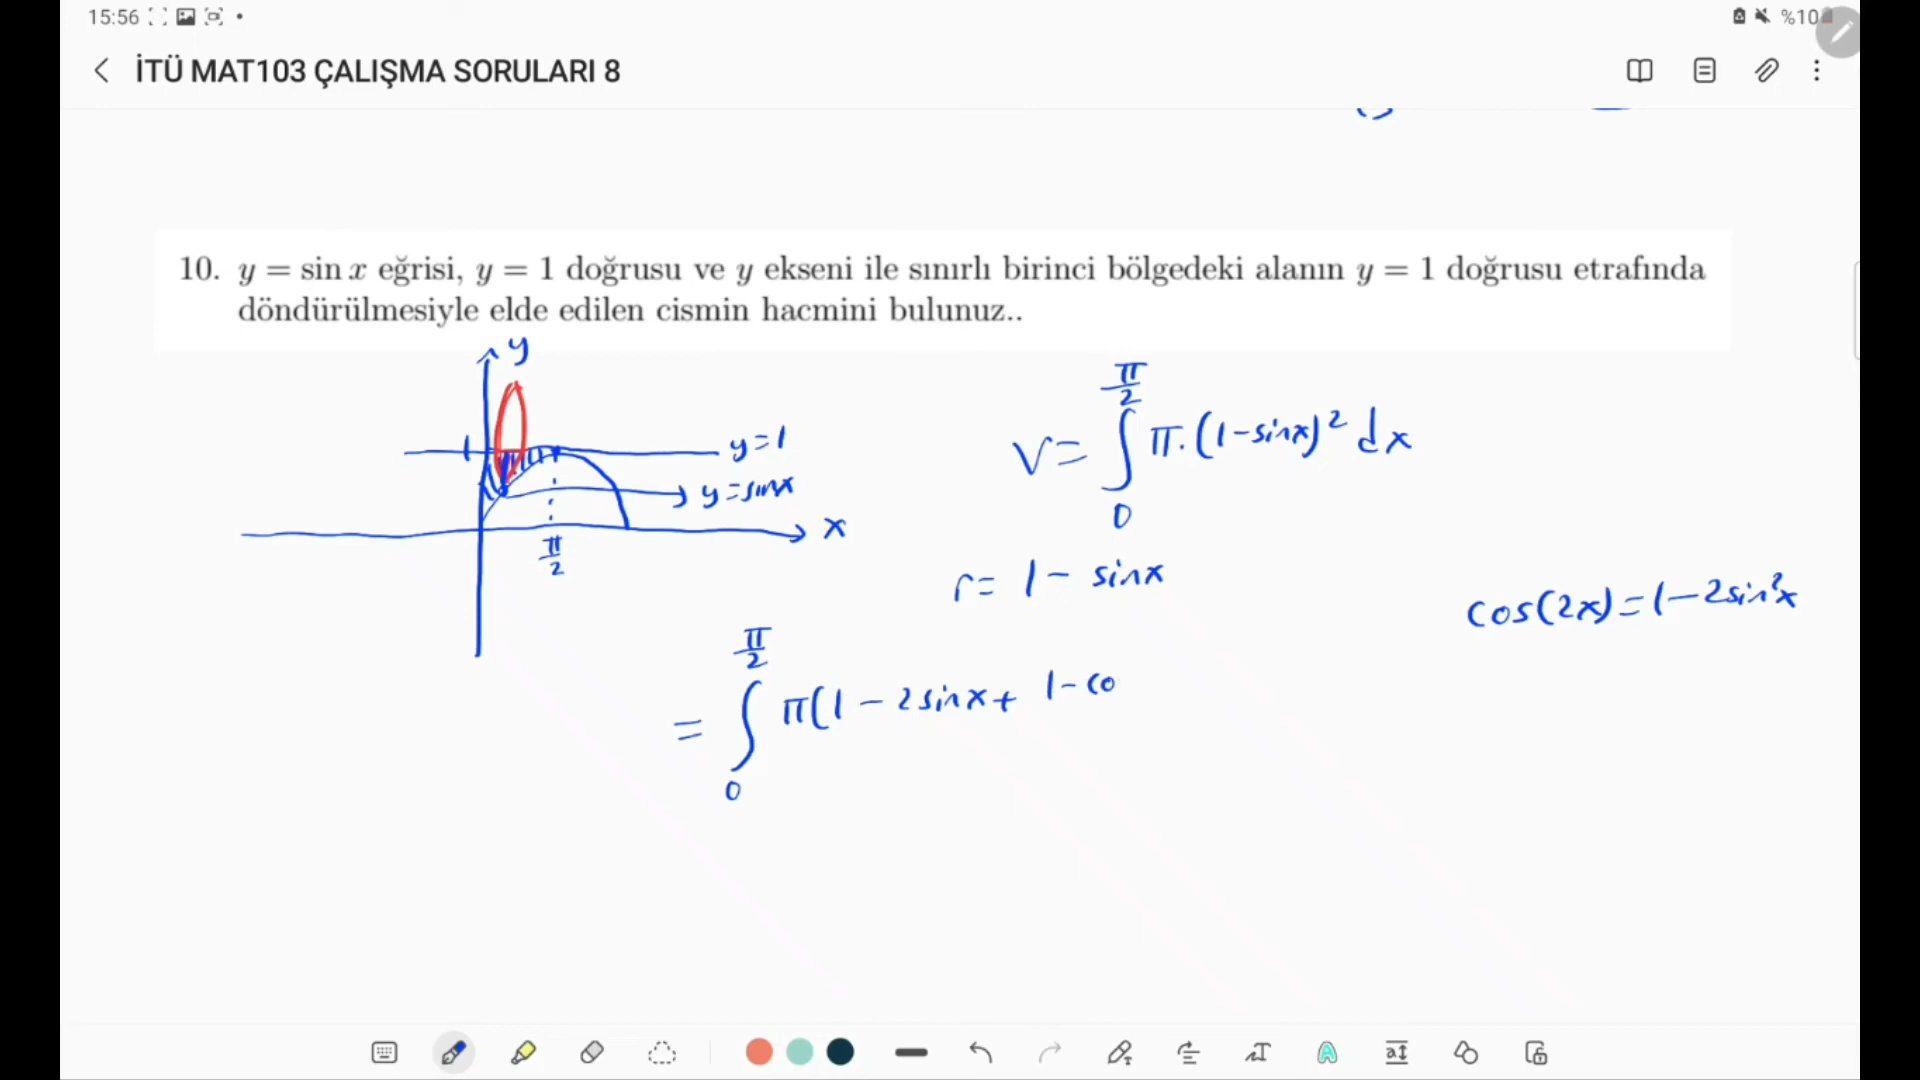 15:56
%10
İTÜ MAT103 ÇALIŞMA SORULARI 8
10. y = sin x eğrisi, y = 1 doğrusu ve y ekseni ile sınırlı birinci bölgedeki alanın y = 1 doğrusu etrafında
döndürülmesiyle elde edilen cismin hacmini bulunuz..
y
1
y=1
y=sinx
x
π/2
V= ∫₀^(π/2) π.(1-sinx)² dx
r= 1- sinx
cos(2x)=1-2sin²x
= ∫₀^(π/2) π(1-2sinx+ 1-co